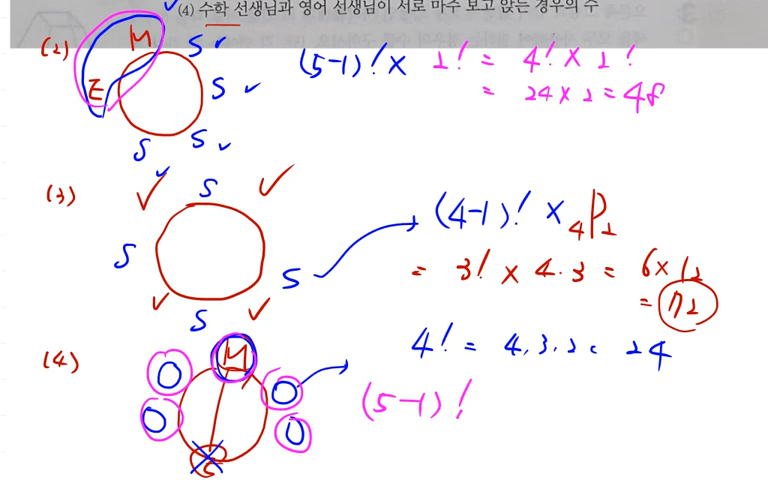 (4) 수학 선생님과 영어 선생님이 서로 마주 보고 앉는 경우의 수
(2) M S (5-1)! × 2! = 4! × 2!
E S = 24 × 2 = 48
S S
(3) S
S S (4-1)! × ₄P₂
= 3! × 4·3 = 6 × 12
S = 72
(4) M 4! = 4.3.2 = 24
(5-1)!